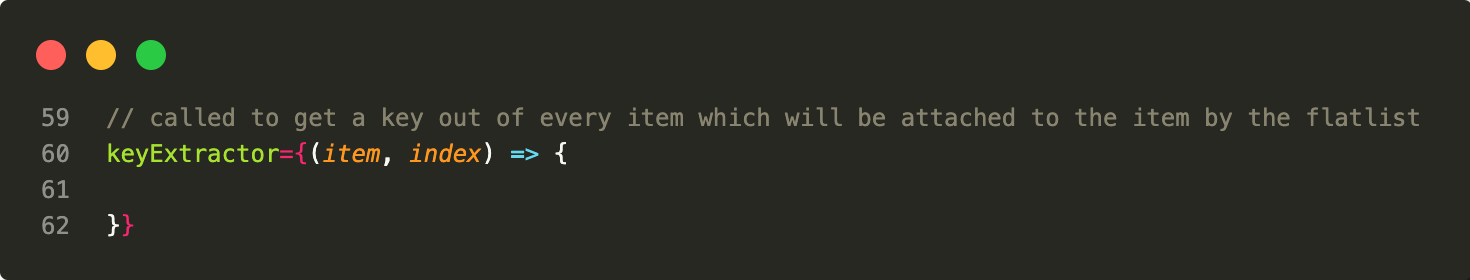 59 // called to get a key out of every item which will be attached to the item by the flatlist
60 keyExtractor={(item, index) => {
61
62 }}